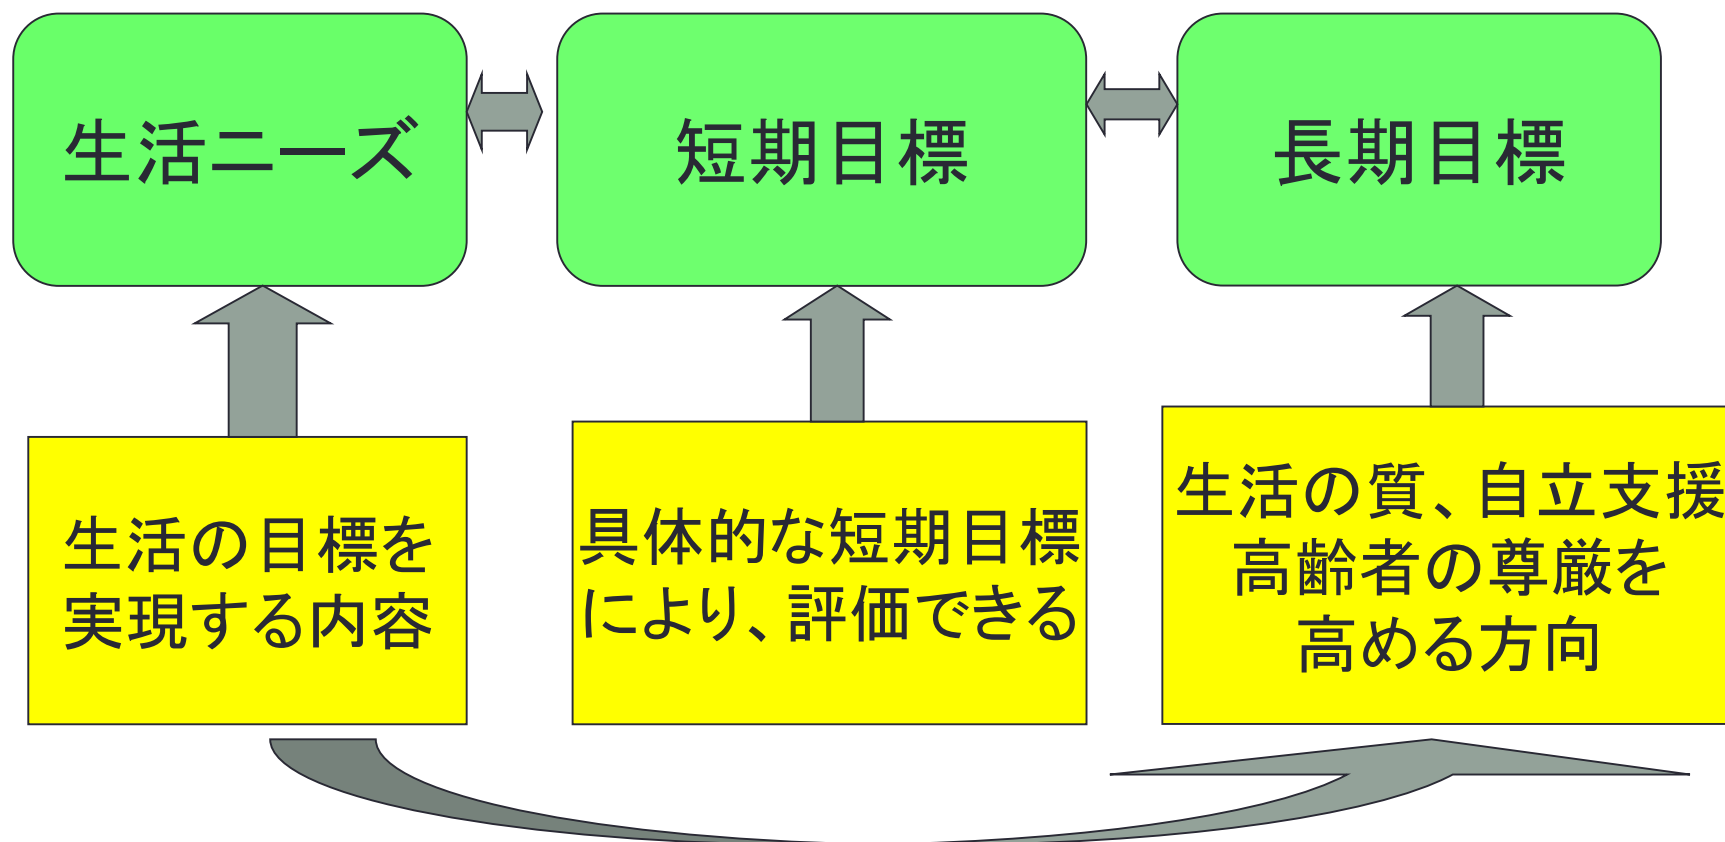 生活ニーズ
短期目標
長期目標
生活の目標を
実現する内容
具体的な短期目標
により、評価できる
生活の質、自立支援
高齢者の尊厳を
高める方向